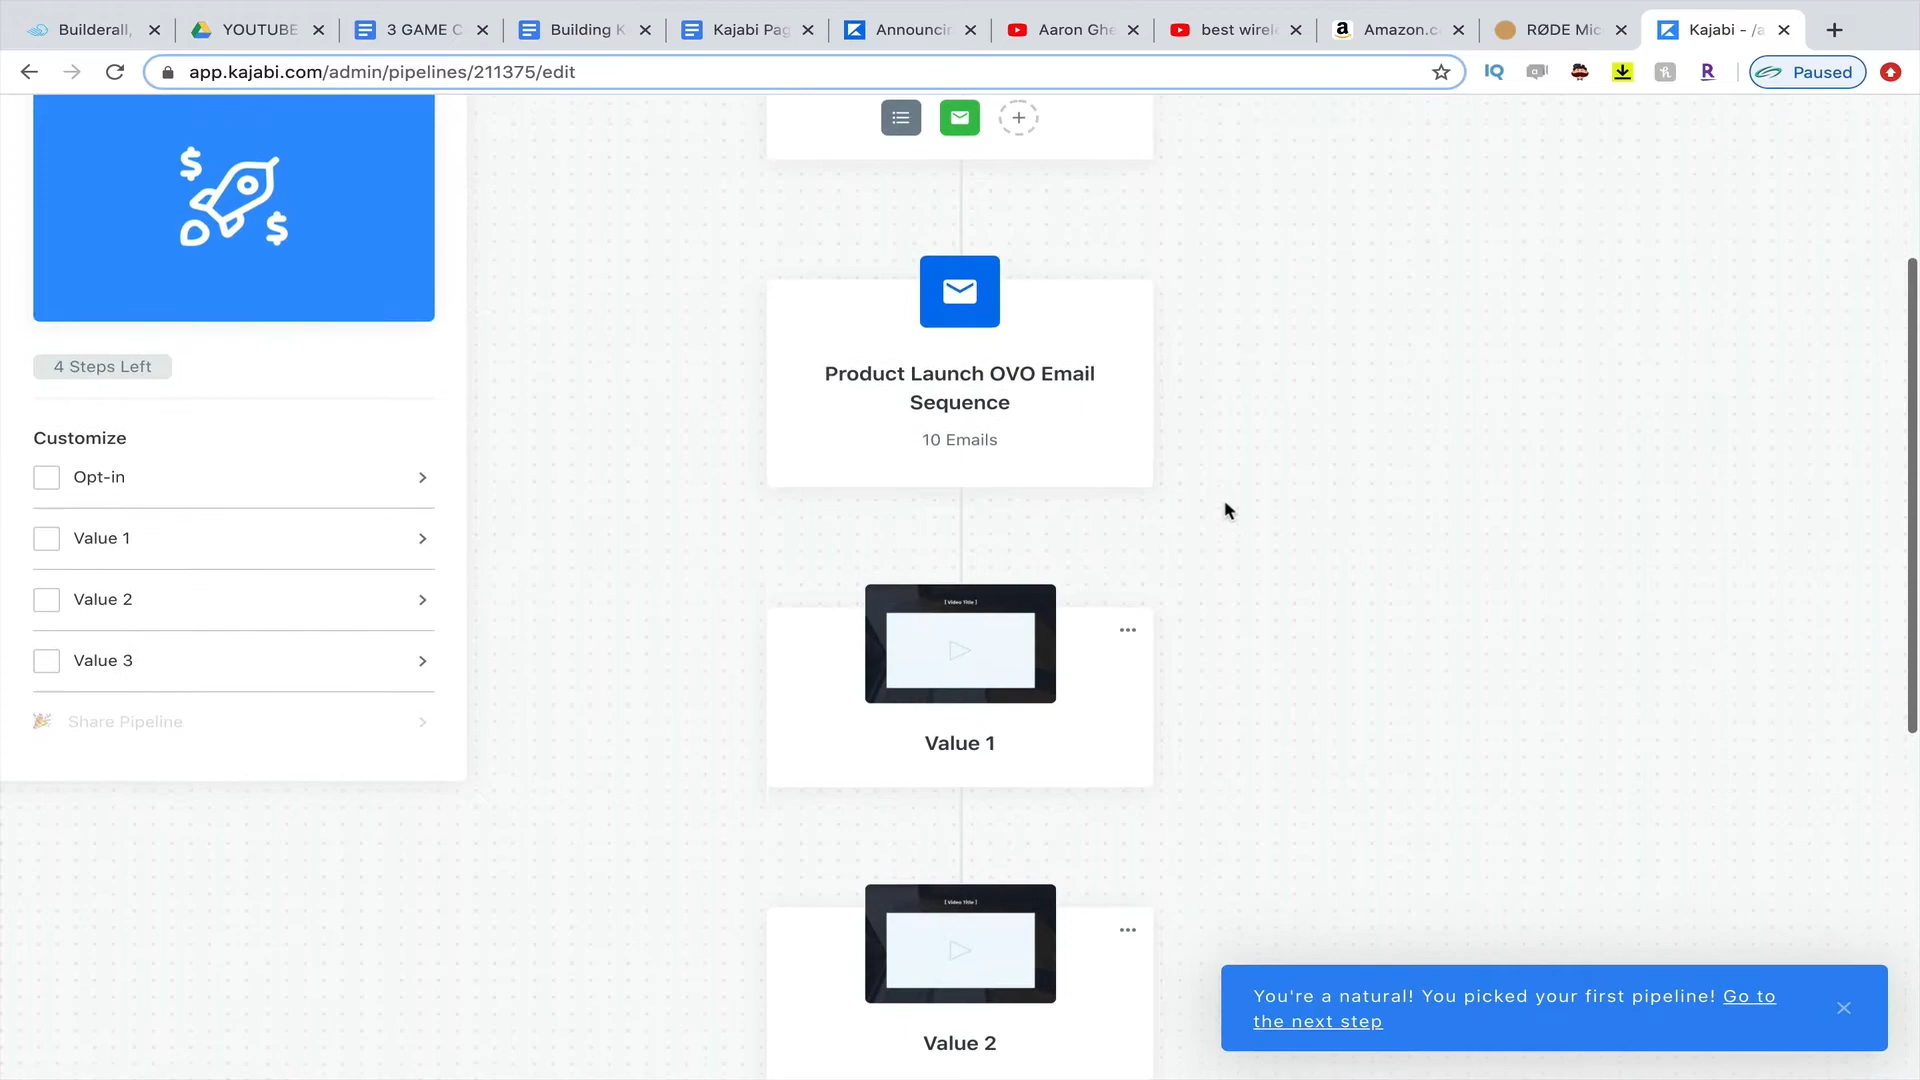 Builderall,
YOUTUBE
3 GAME C
Building K
Kajabi Pag
Announcin
Aaron Ghe
best wirele
Amazon.c
RØDE Mic
Kajabi - /a
app.kajabi.com/admin/pipelines/211375/edit
IQ
R
Paused
$
$
4 Steps Left
Customize
Opt-in
Value 1
Value 2
Value 3
Share Pipeline
Product Launch OVO Email
Sequence
10 Emails
[ Video Title ]
Value 1
[ Video Title ]
Value 2
You're a natural! You picked your first pipeline! Go to
the next step